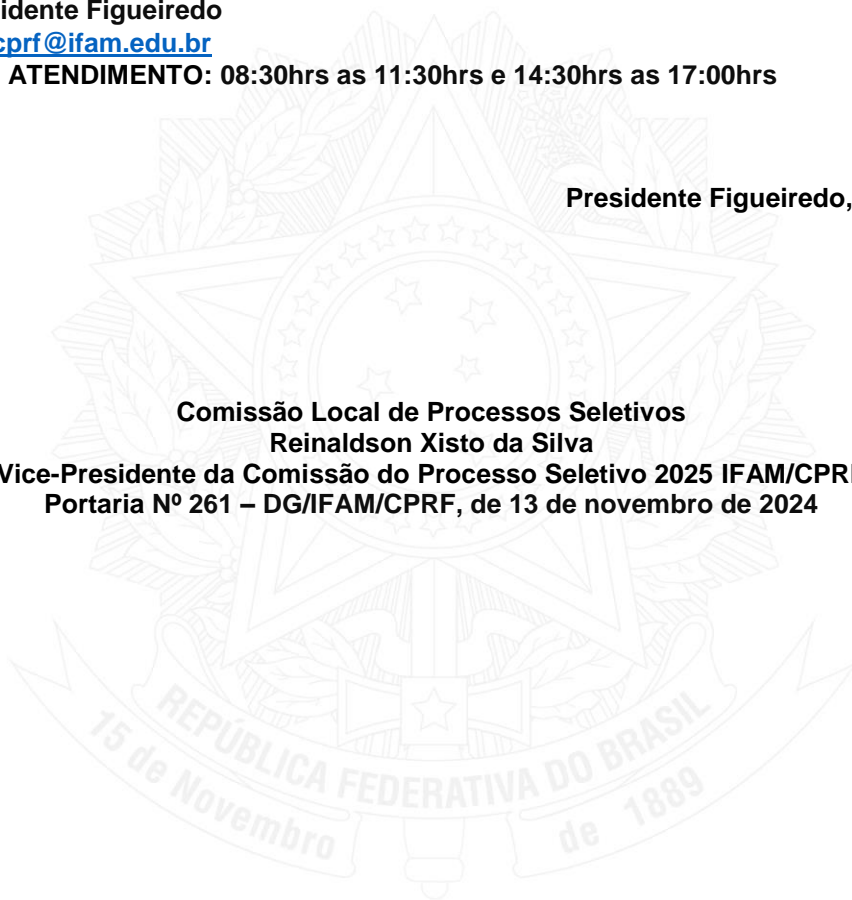 sidente Figueiredo
cprf@ifam.edu.br
ATENDIMENTO: 08:30hrs as 11:30hrs e 14:30hrs as 17:00hrs
Presidente Figueiredo,
Comissão Local de Processos Seletivos
Reinaldson Xisto da Silva
Vice-Presidente da Comissão do Processo Seletivo 2025 IFAM/CPRF
Portaria Nº 261 – DG/IFAM/CPRF, de 13 de novembro de 2024
REPÚBLICA FEDERATIVA DO BRASIL
15 de Novembro de 1889